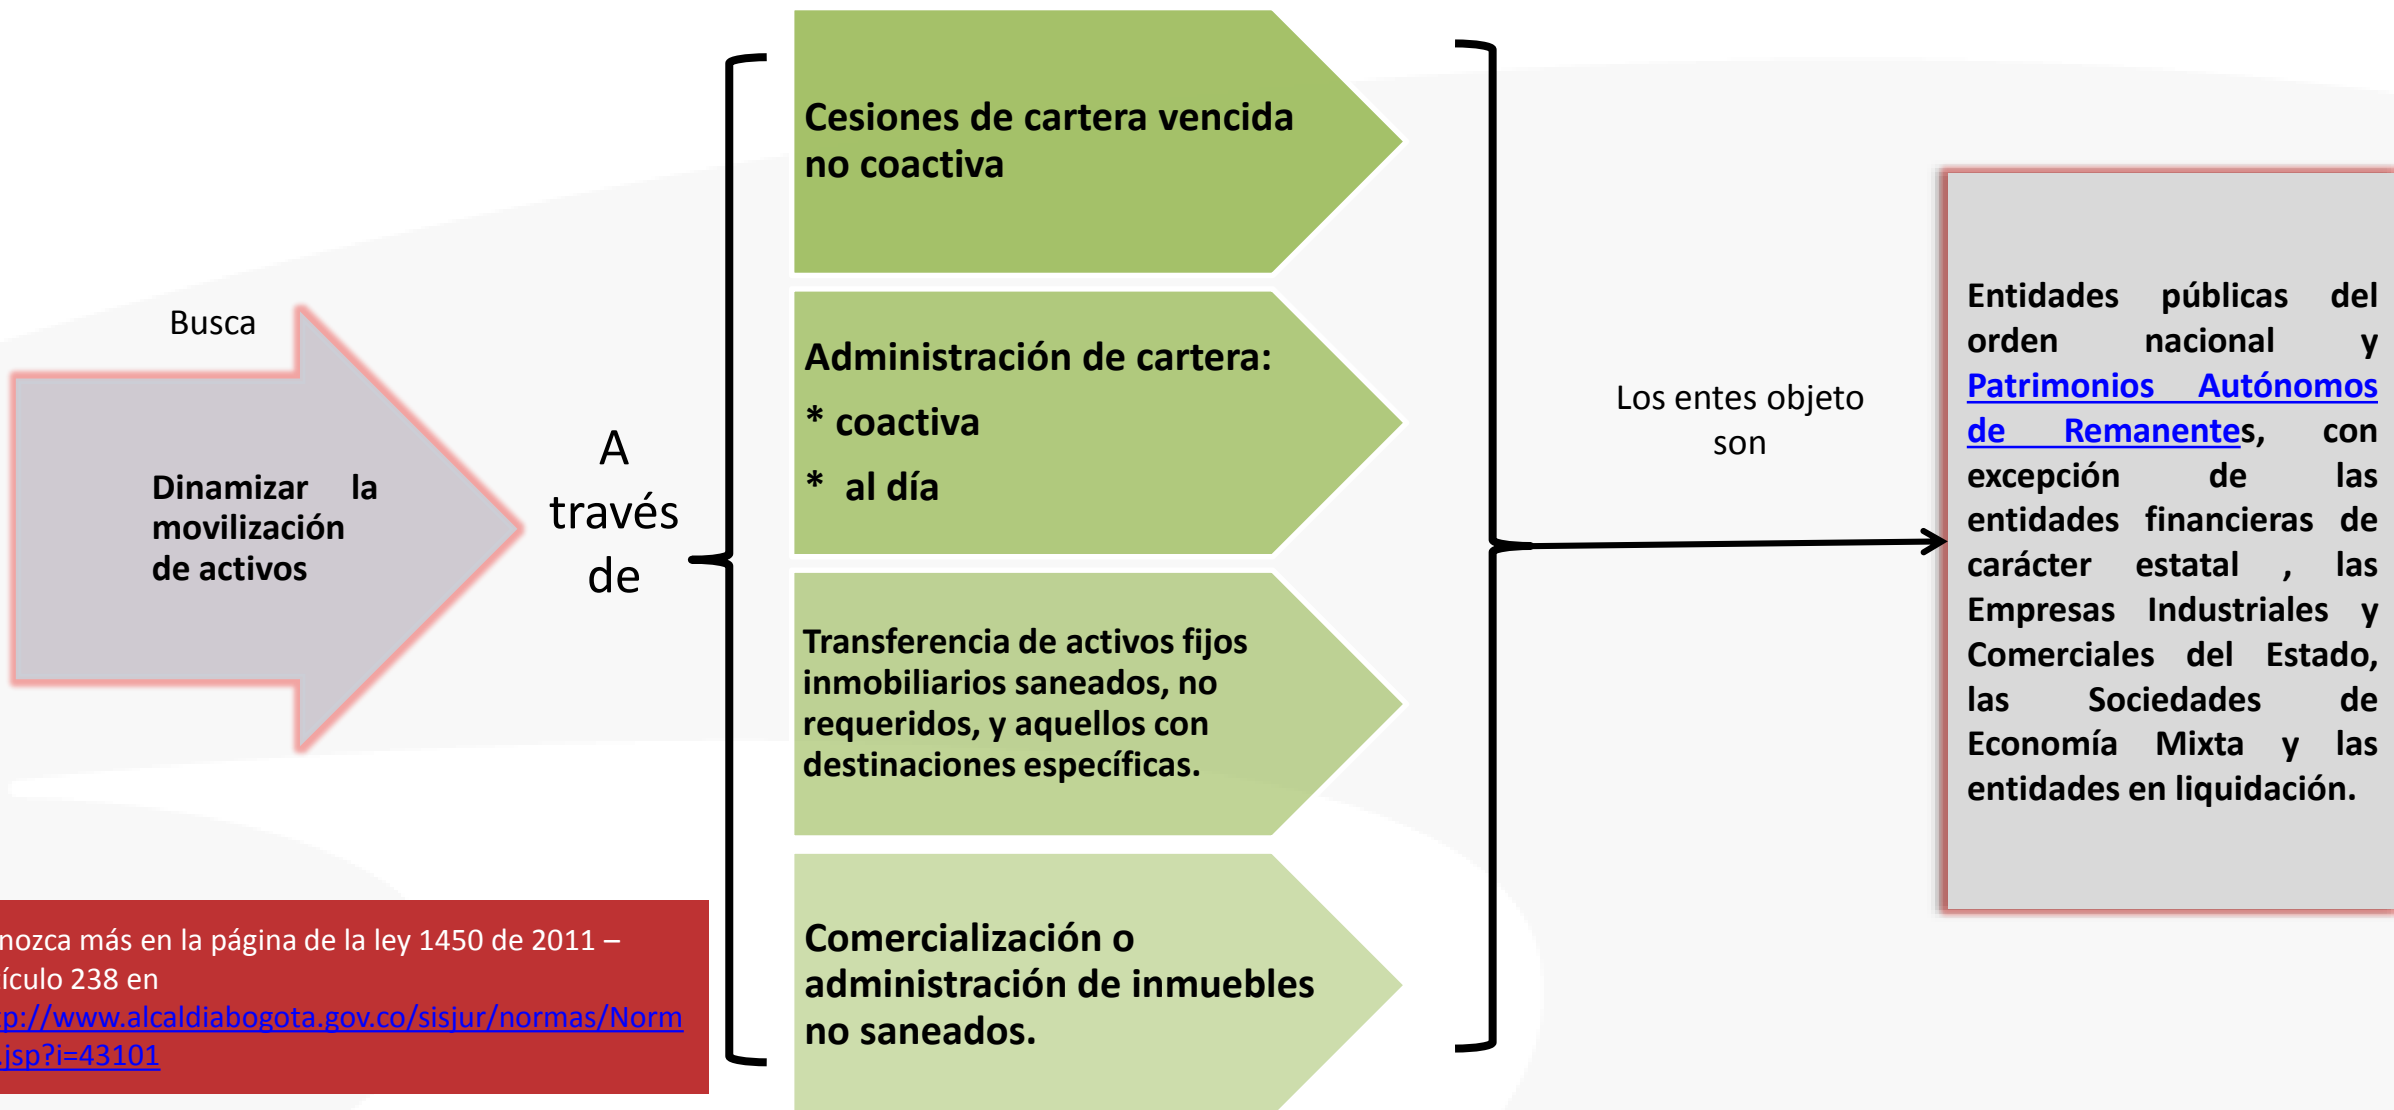 Busca
Dinamizar la
movilización
de activos
A
través
de
Cesiones de cartera vencida
no coactiva
Administración de cartera:
* coactiva
* al día
Transferencia de activos fijos
inmobiliarios saneados, no
requeridos, y aquellos con
destinaciones específicas.
Comercialización o
administración de inmuebles
no saneados.
Los entes objeto
son
Entidades públicas del
orden nacional y
Patrimonios Autónomos
de Remanentes, con
excepción de las
entidades financieras de
carácter estatal , las
Empresas Industriales y
Comerciales del Estado,
las Sociedades de
Economía Mixta y las
entidades en liquidación.
nozca más en la página de la ley 1450 de 2011 –
ículo 238 en
p://www.alcaldiabogota.gov.co/sisjur/normas/Norm
.jsp?i=43101